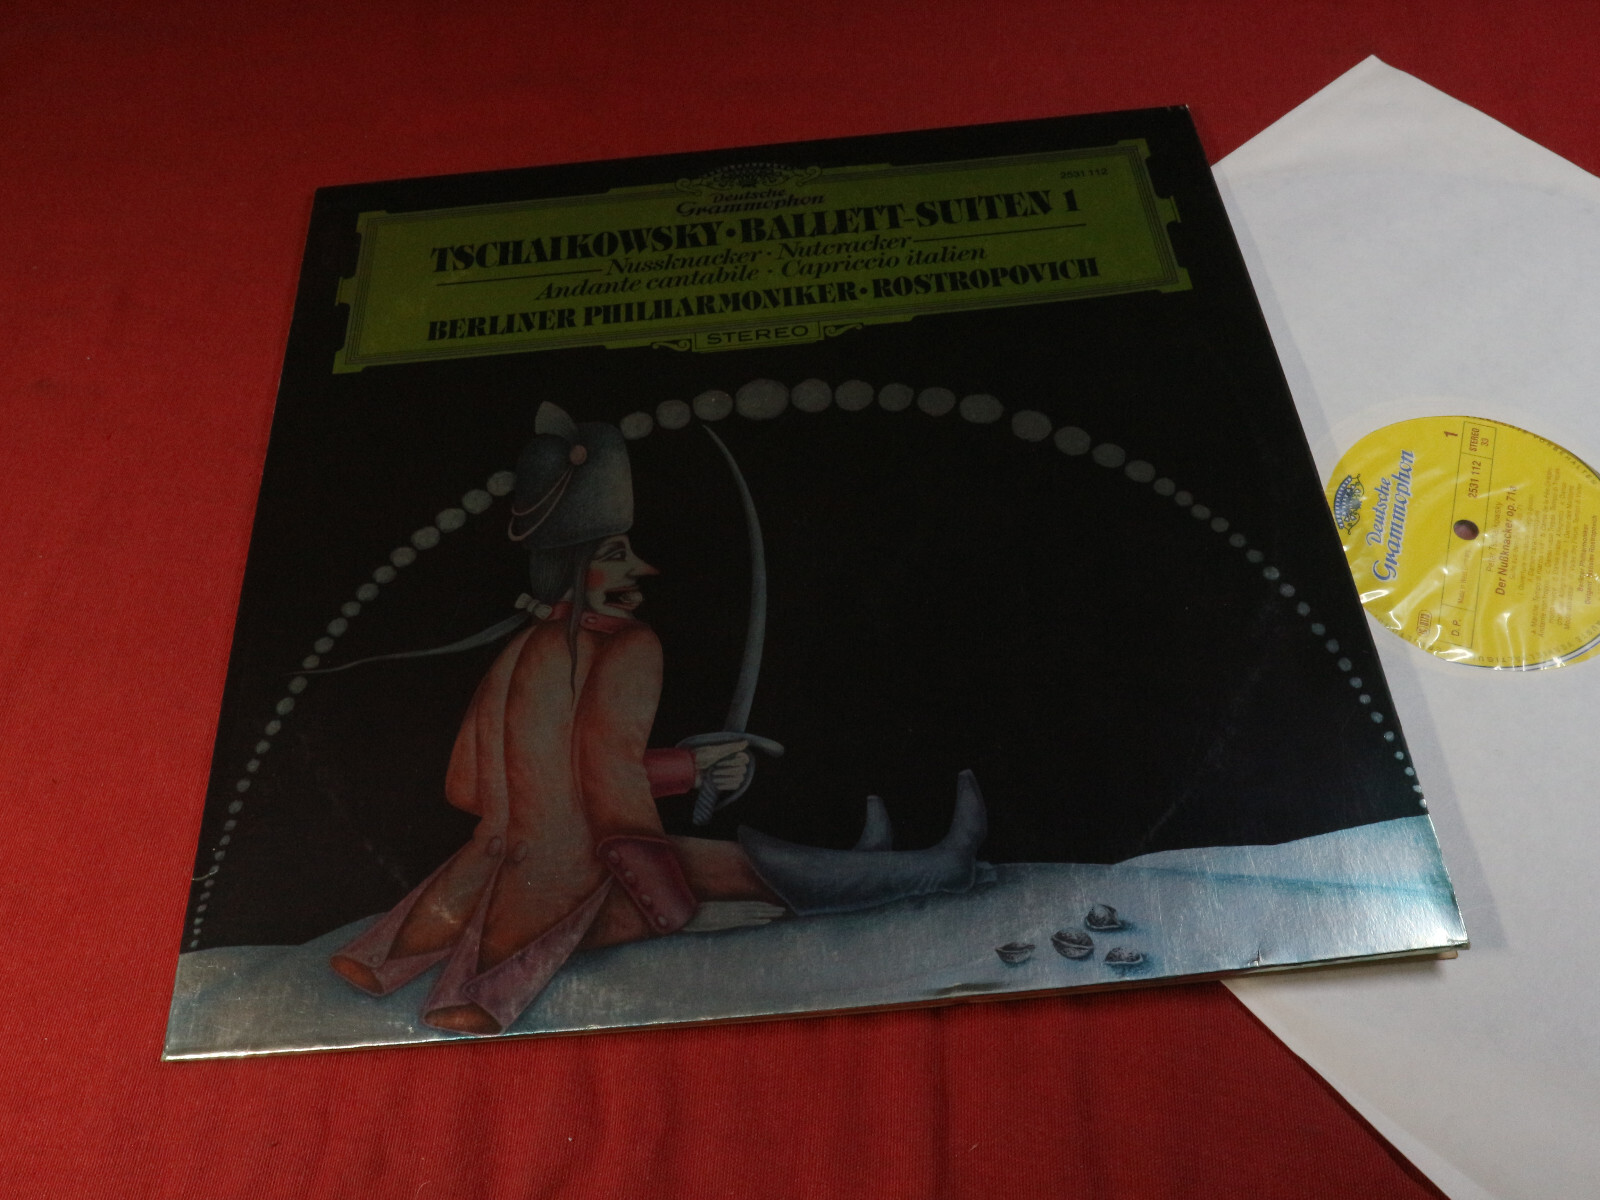 Deutsche
Grammophon
2531 112
TSCHAIKOWSKY · BALLETT-SUITEN 1
Nussknacker · Nutcracker
Andante cantabile · Capriccio italien
BERLINER PHILHARMONIKER · ROSTROPOVICH
STEREO
Deutsche
Grammophon
1
STEREO
33
2531 112
D.P.
Der Nußknacker op. 71a